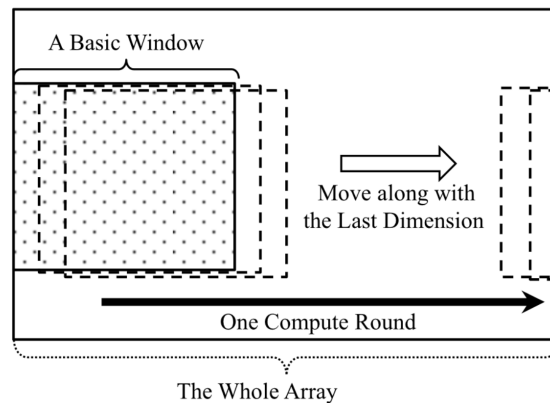 A Basic Window
Move along with
the Last Dimension
One Compute Round
The Whole Array